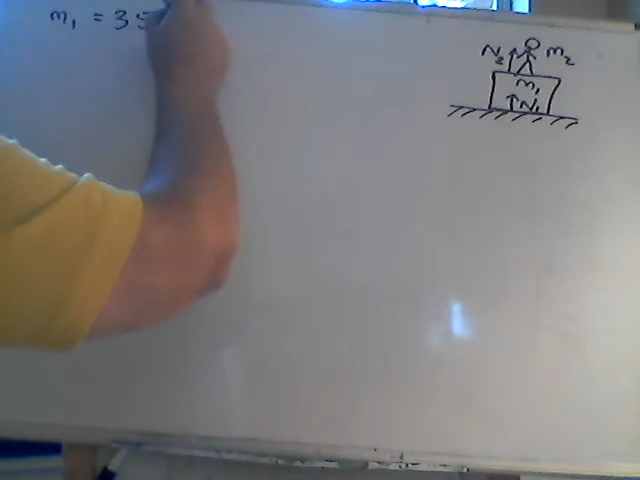 m₁ = 35
N₂ m₂
m₁
N₁